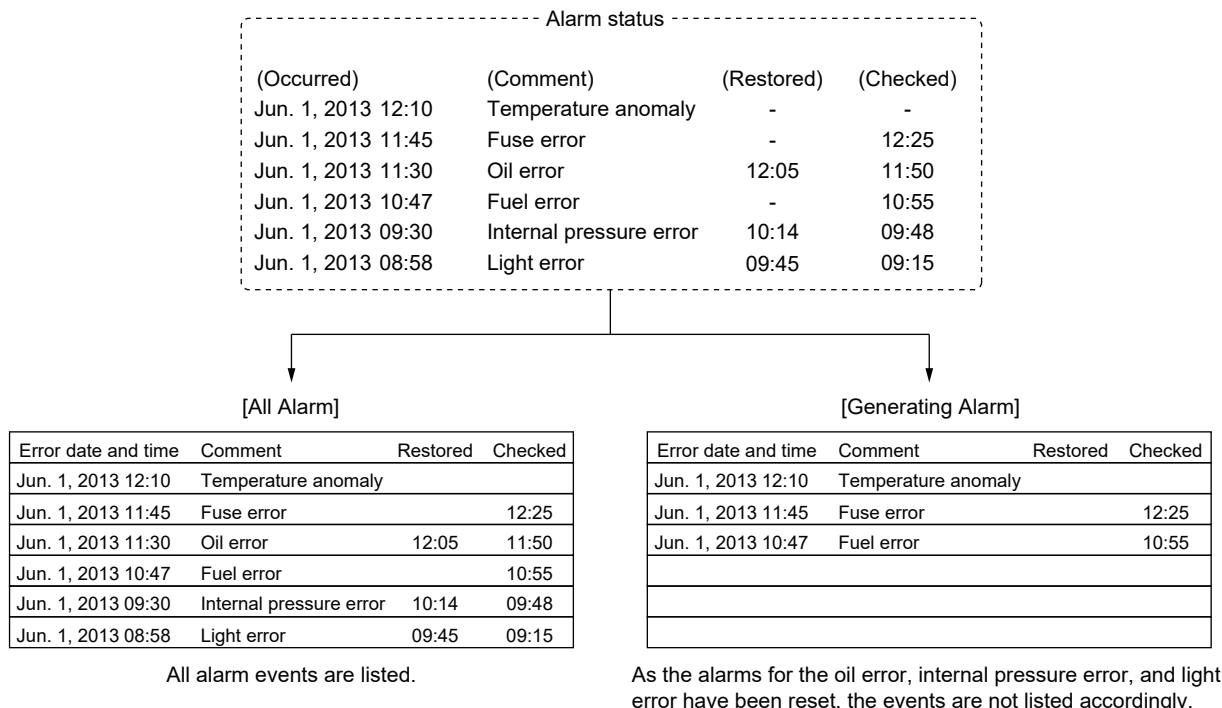 Alarm status
(Occurred) (Comment) (Restored) (Checked)
Jun. 1, 2013 12:10 Temperature anomaly - -
Jun. 1, 2013 11:45 Fuse error - 12:25
Jun. 1, 2013 11:30 Oil error 12:05 11:50
Jun. 1, 2013 10:47 Fuel error - 10:55
Jun. 1, 2013 09:30 Internal pressure error 10:14 09:48
Jun. 1, 2013 08:58 Light error 09:45 09:15
[All Alarm]
Error date and time Comment Restored Checked
Jun. 1, 2013 12:10 Temperature anomaly
Jun. 1, 2013 11:45 Fuse error 12:25
Jun. 1, 2013 11:30 Oil error 12:05 11:50
Jun. 1, 2013 10:47 Fuel error 10:55
Jun. 1, 2013 09:30 Internal pressure error 10:14 09:48
Jun. 1, 2013 08:58 Light error 09:45 09:15
All alarm events are listed.
[Generating Alarm]
Error date and time Comment Restored Checked
Jun. 1, 2013 12:10 Temperature anomaly
Jun. 1, 2013 11:45 Fuse error 12:25
Jun. 1, 2013 10:47 Fuel error 10:55
As the alarms for the oil error, internal pressure error, and light
error have been reset, the events are not listed accordingly.